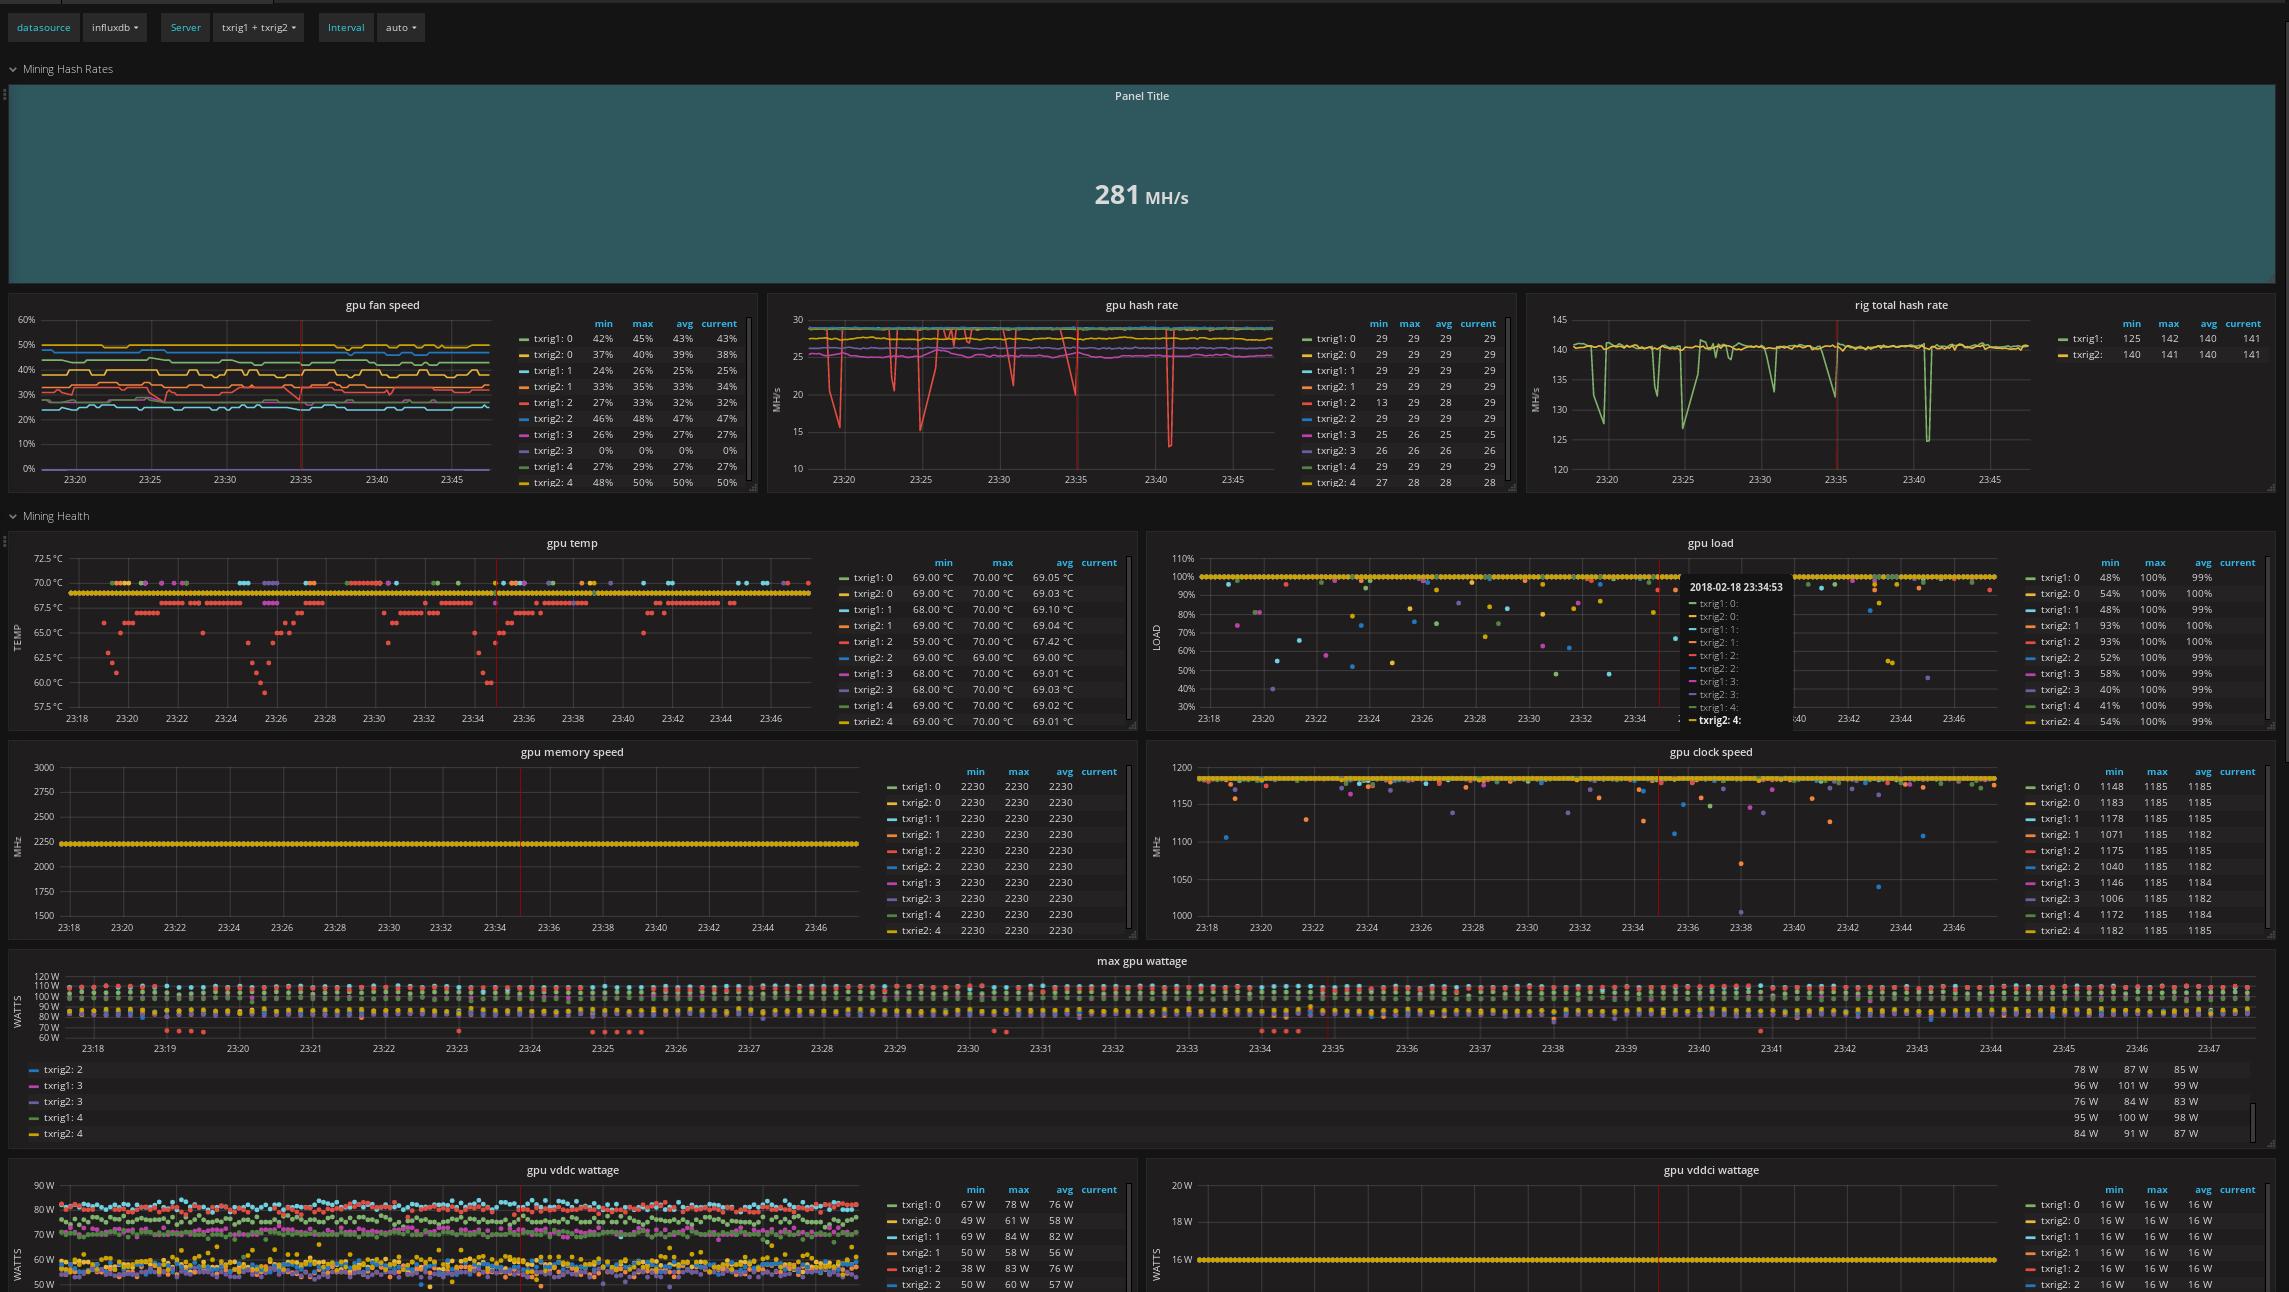 datasource influxdb Server txrig1 + txrig2 Interval auto
Mining Hash Rates
Panel Title
281 MH/s
gpu fan speed
60%
50%
40%
30%
20%
10%
0%
23:20 23:25 23:30 23:35 23:40 23:45
min max avg current
txrig1: 0 42% 45% 43% 43%
txrig2: 0 37% 40% 39% 38%
txrig1: 1 24% 26% 25% 25%
txrig2: 1 33% 35% 33% 34%
txrig1: 2 27% 33% 32% 32%
txrig2: 2 46% 48% 47% 47%
txrig1: 3 26% 29% 27% 27%
txrig2: 3 0% 0% 0% 0%
txrig1: 4 27% 29% 27% 27%
txrig2: 4 48% 50% 50% 50%
gpu hash rate
MH/s
30
25
20
15
10
23:20 23:25 23:30 23:35 23:40 23:45
min max avg current
txrig1: 0 29 29 29 29
txrig2: 0 29 29 29 29
txrig1: 1 29 29 29 29
txrig2: 1 29 29 29 29
txrig1: 2 13 29 28 29
txrig2: 2 29 29 29 29
txrig1: 3 25 26 25 25
txrig2: 3 26 26 26 26
txrig1: 4 29 29 29 29
txrig2: 4 27 28 28 28
rig total hash rate
MH/s
145
140
135
130
125
120
23:20 23:25 23:30 23:35 23:40 23:45
min max avg current
txrig1: 125 142 140 141
txrig2: 140 141 140 141
Mining Health
gpu temp
TEMP
72.5 °C
70.0 °C
67.5 °C
65.0 °C
62.5 °C
60.0 °C
57.5 °C
23:18 23:20 23:22 23:24 23:26 23:28 23:30 23:32 23:34 23:36 23:38 23:40 23:42 23:44 23:46
min max avg current
txrig1: 0 69.00 °C 70.00 °C 69.05 °C
txrig2: 0 69.00 °C 70.00 °C 69.03 °C
txrig1: 1 68.00 °C 70.00 °C 69.10 °C
txrig2: 1 69.00 °C 70.00 °C 69.04 °C
txrig1: 2 59.00 °C 70.00 °C 67.42 °C
txrig2: 2 69.00 °C 69.00 °C 69.00 °C
txrig1: 3 68.00 °C 70.00 °C 69.01 °C
txrig2: 3 68.00 °C 70.00 °C 69.03 °C
txrig1: 4 69.00 °C 70.00 °C 69.02 °C
txrig2: 4 69.00 °C 70.00 °C 69.01 °C
gpu load
LOAD
110%
100%
90%
80%
70%
60%
50%
40%
30%
23:18 23:20 23:22 23:24 23:26 23:28 23:30 23:32 23:34 :40 23:42 23:44 23:46
2018-02-18 23:34:53
txrig1: 0:
txrig2: 0:
txrig1: 1:
txrig2: 1:
txrig1: 2:
txrig2: 2:
txrig1: 3:
txrig2: 3:
txrig1: 4:
txrig2: 4:
min max avg current
txrig1: 0 48% 100% 99%
txrig2: 0 54% 100% 100%
txrig1: 1 48% 100% 99%
txrig2: 1 93% 100% 100%
txrig1: 2 93% 100% 100%
txrig2: 2 52% 100% 99%
txrig1: 3 58% 100% 99%
txrig2: 3 40% 100% 99%
txrig1: 4 41% 100% 99%
txrig2: 4 54% 100% 99%
gpu memory speed
MHz
3000
2750
2500
2250
2000
1750
1500
23:18 23:20 23:22 23:24 23:26 23:28 23:30 23:32 23:34 23:36 23:38 23:40 23:42 23:44 23:46
min max avg current
txrig1: 0 2230 2230 2230
txrig2: 0 2230 2230 2230
txrig1: 1 2230 2230 2230
txrig2: 1 2230 2230 2230
txrig1: 2 2230 2230 2230
txrig2: 2 2230 2230 2230
txrig1: 3 2230 2230 2230
txrig2: 3 2230 2230 2230
txrig1: 4 2230 2230 2230
txrig2: 4 2230 2230 2230
gpu clock speed
MHz
1200
1150
1100
1050
1000
23:18 23:20 23:22 23:24 23:26 23:28 23:30 23:32 23:34 23:36 23:38 23:40 23:42 23:44 23:46
min max avg current
txrig1: 0 1148 1185 1185
txrig2: 0 1183 1185 1185
txrig1: 1 1178 1185 1185
txrig2: 1 1071 1185 1182
txrig1: 2 1175 1185 1185
txrig2: 2 1040 1185 1182
txrig1: 3 1146 1185 1184
txrig2: 3 1006 1185 1182
txrig1: 4 1172 1185 1184
txrig2: 4 1182 1185 1185
max gpu wattage
WATTS
120 W
110 W
100 W
90 W
80 W
70 W
60 W
23:18 23:19 23:20 23:21 23:22 23:23 23:24 23:25 23:26 23:27 23:28 23:29 23:30 23:31 23:32 23:33 23:34 23:35 23:36 23:37 23:38 23:39 23:40 23:41 23:42 23:43 23:44 23:45 23:46 23:47
txrig2: 2 78 W 87 W 85 W
txrig1: 3 96 W 101 W 99 W
txrig2: 3 76 W 84 W 83 W
txrig1: 4 95 W 100 W 98 W
txrig2: 4 84 W 91 W 87 W
gpu vddc wattage
WATTS
90 W
80 W
70 W
60 W
50 W
min max avg current
txrig1: 0 67 W 78 W 76 W
txrig2: 0 49 W 61 W 58 W
txrig1: 1 69 W 84 W 82 W
txrig2: 1 50 W 58 W 56 W
txrig1: 2 38 W 83 W 76 W
txrig2: 2 50 W 60 W 57 W
gpu vddci wattage
WATTS
20 W
18 W
16 W
min max avg current
txrig1: 0 16 W 16 W 16 W
txrig2: 0 16 W 16 W 16 W
txrig1: 1 16 W 16 W 16 W
txrig2: 1 16 W 16 W 16 W
txrig1: 2 16 W 16 W 16 W
txrig2: 2 16 W 16 W 16 W